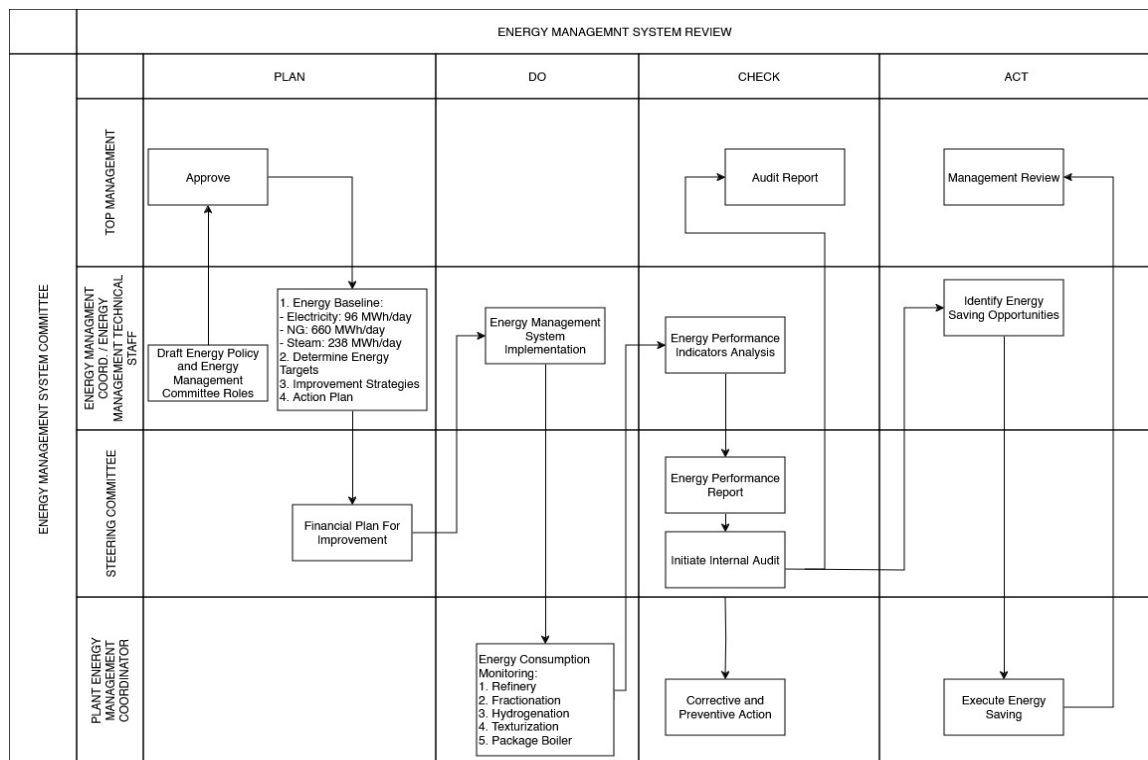 ENERGY MANAGEMNT SYSTEM REVIEW
PLAN
DO
CHECK
ACT
ENERGY MANAGEMENT SYSTEM COMMITTEE
TOP MANAGEMENT
Approve
Audit Report
Management Review
ENERGY MANAGMENT
COORD. / ENERGY
MANAGEMENT TECHNICAL
STAFF
Draft Energy Policy
and Energy
Management
Committee Roles
1. Energy Baseline:
- Electricity: 96 MWh/day
- NG: 660 MWh/day
- Steam: 238 MWh/day
2. Determine Energy
Targets
3. Improvement Strategies
4. Action Plan
Energy Management
System
Implementation
Energy Performance
Indicators Analysis
Identify Energy
Saving Opportunities
STEERING COMMITTEE
Financial Plan For
Improvement
Energy Performance
Report
Initiate Internal Audit
PLANT ENERGY
MANAGEMENT
COORDINATOR
Energy Consumption
Monitoring:
1. Refinery
2. Fractionation
3. Hydrogenation
4. Texturization
5. Package Boiler
Corrective and
Preventive Action
Execute Energy
Saving